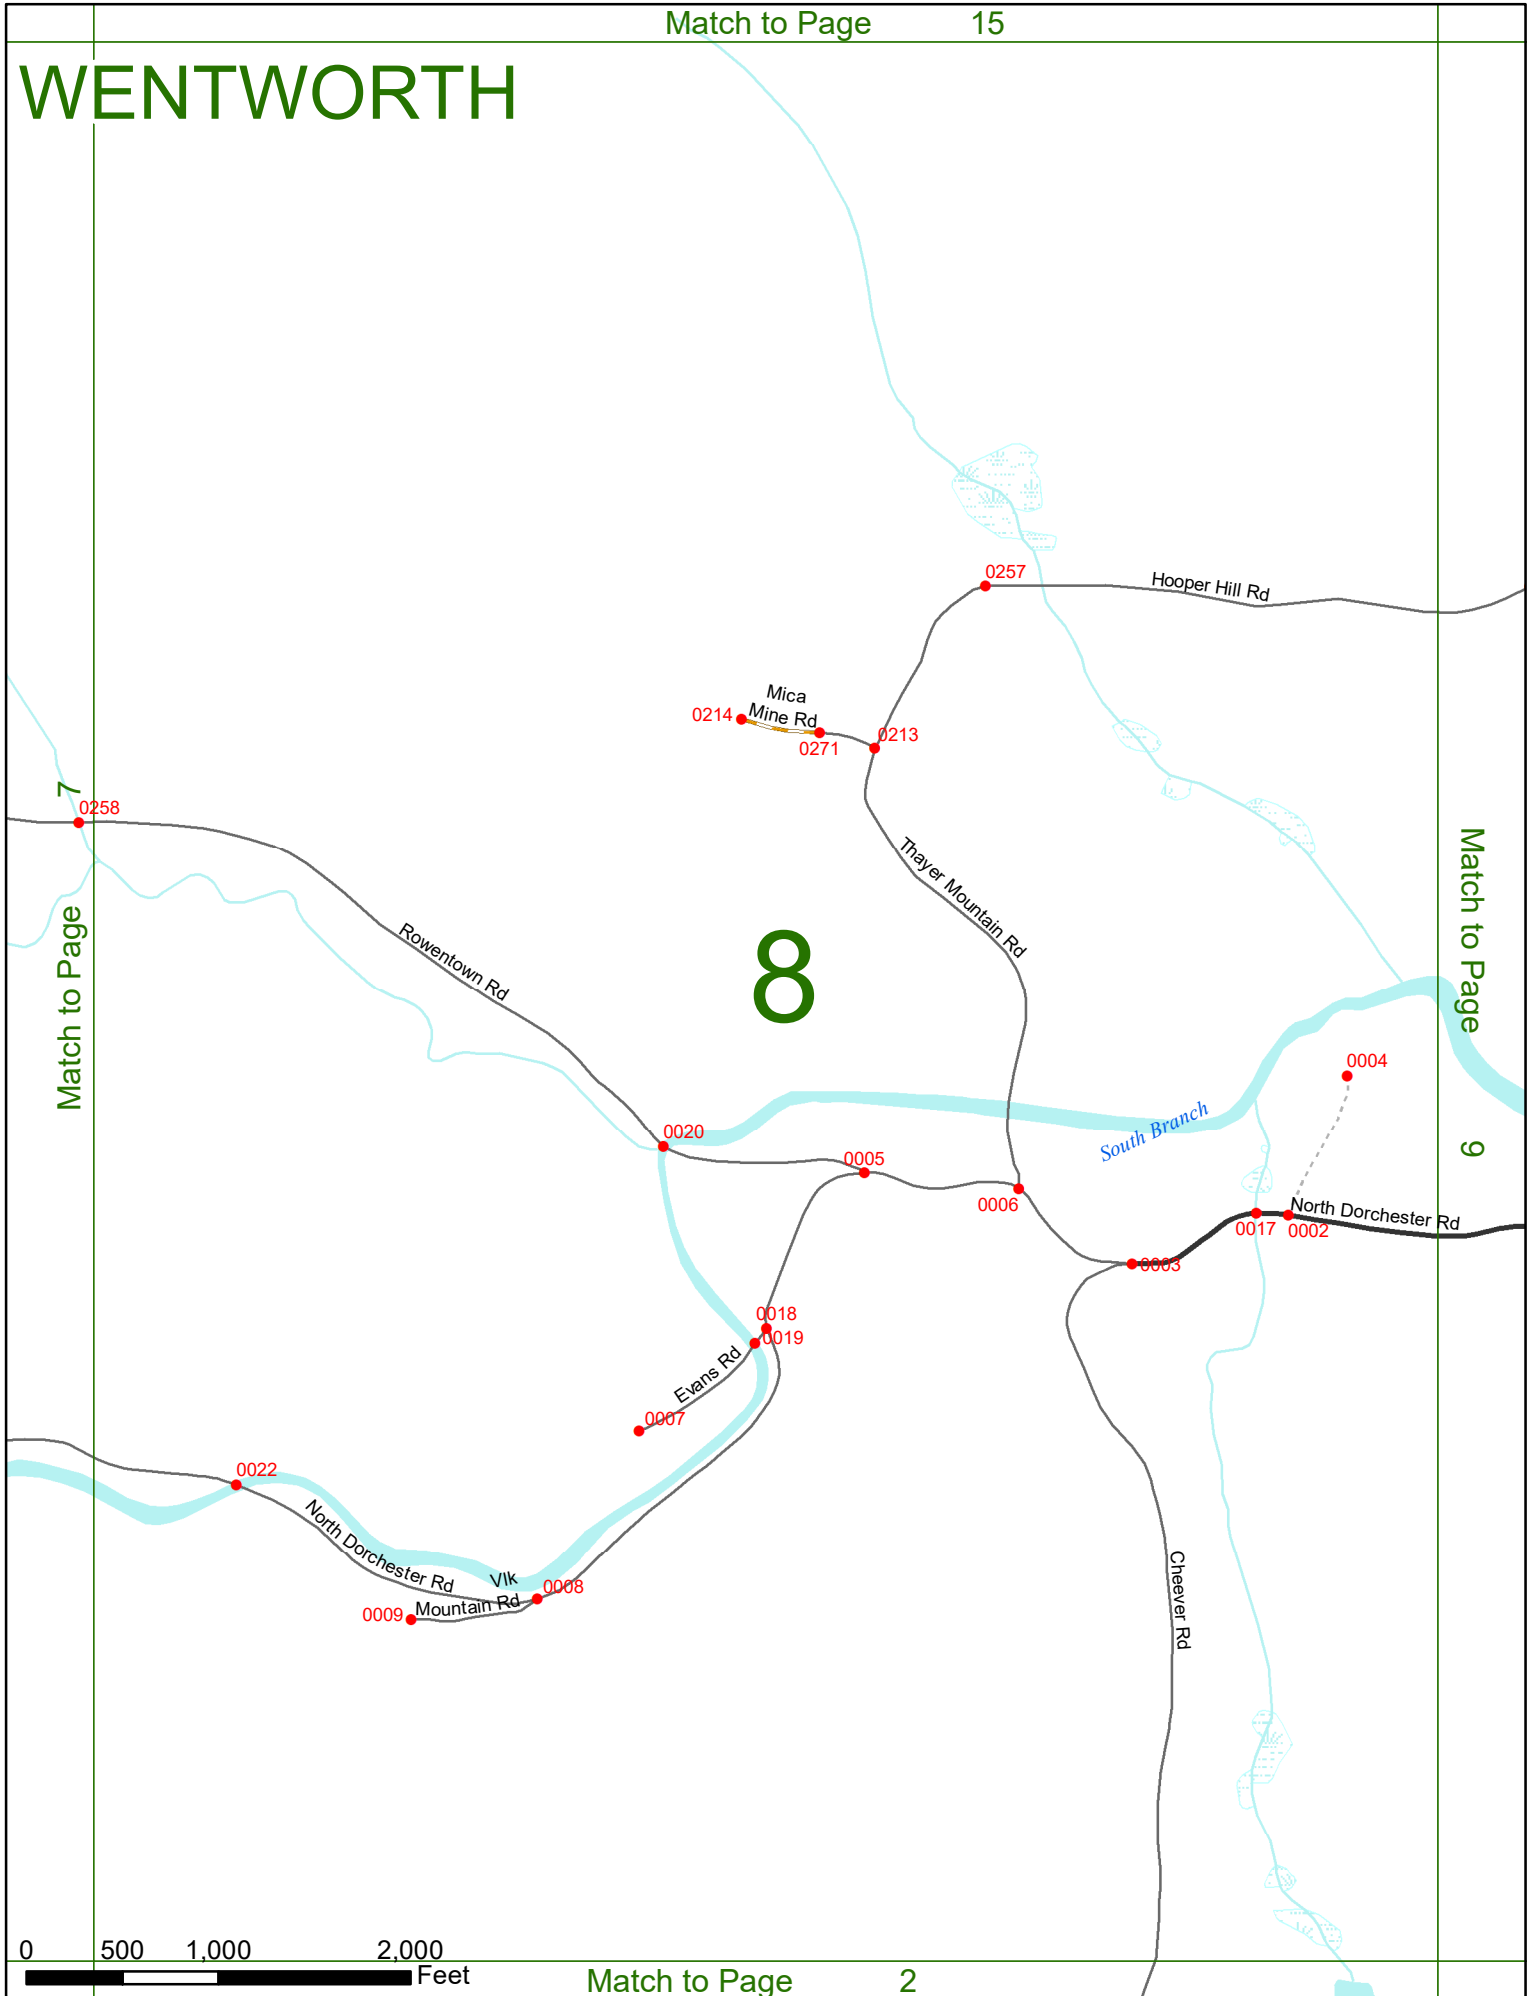 Match to Page 15
WENTWORTH
0257
Hooper Hill Rd
Mica
Mine Rd
0214
0271
0213
7
0258
Match to Page
Thayer Mountain Rd
Rowentown Rd
8
Match to Page
9
0004
South Branch
0020
0005
0006
North Dorchester Rd
0017
0002
0003
0018
0019
Evans Rd
0007
0022
North Dorchester Rd
Vlk
Mountain Rd
0008
0009
Cheever Rd
0 500 1,000 2,000
Feet
Match to Page 2